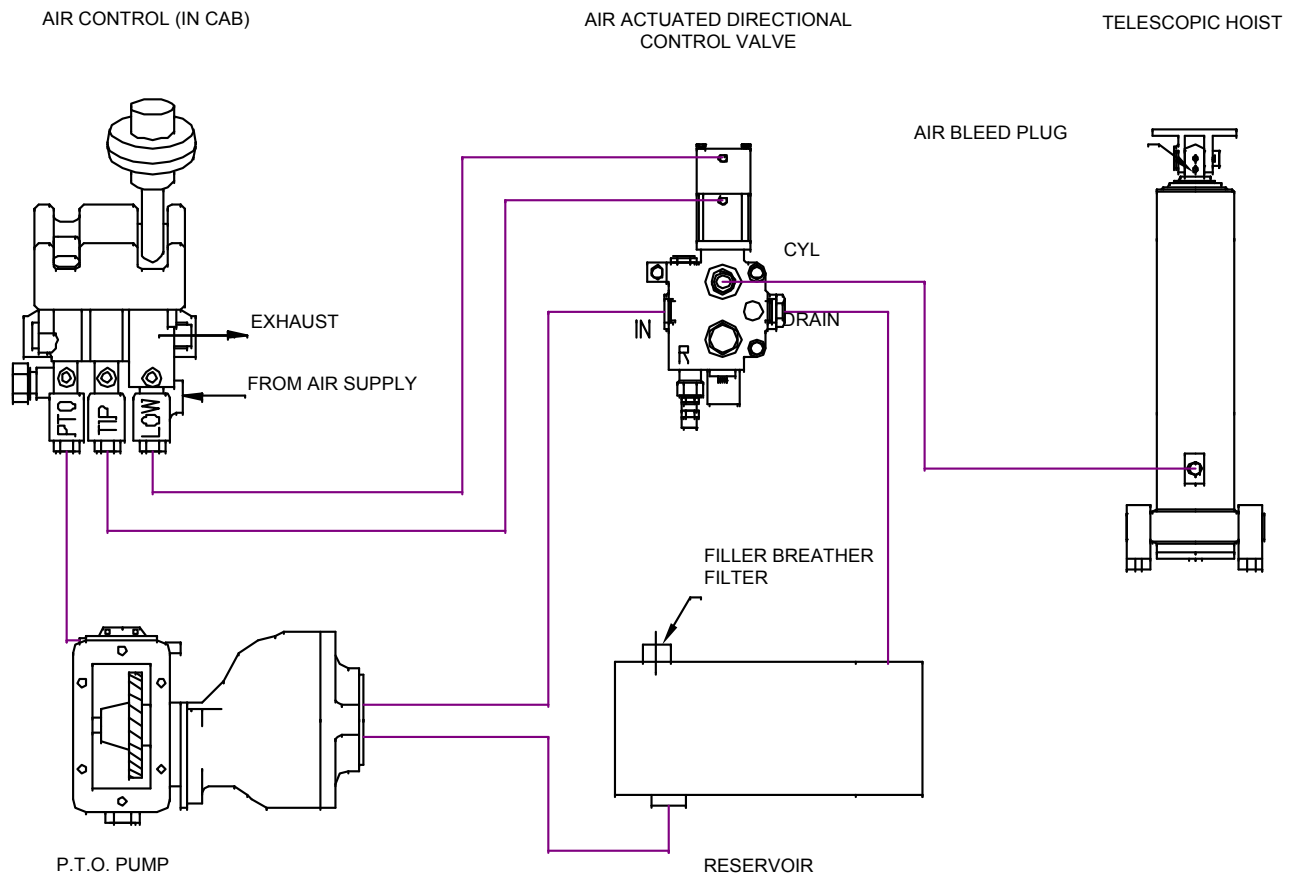 AIR CONTROL (IN CAB)
AIR ACTUATED DIRECTIONAL
CONTROL VALVE
TELESCOPIC HOIST
AIR BLEED PLUG
CYL
EXHAUST
IN
DRAIN
R
FROM AIR SUPPLY
PTO
TIP
LOW
FILLER BREATHER
FILTER
P.T.O. PUMP
RESERVOIR